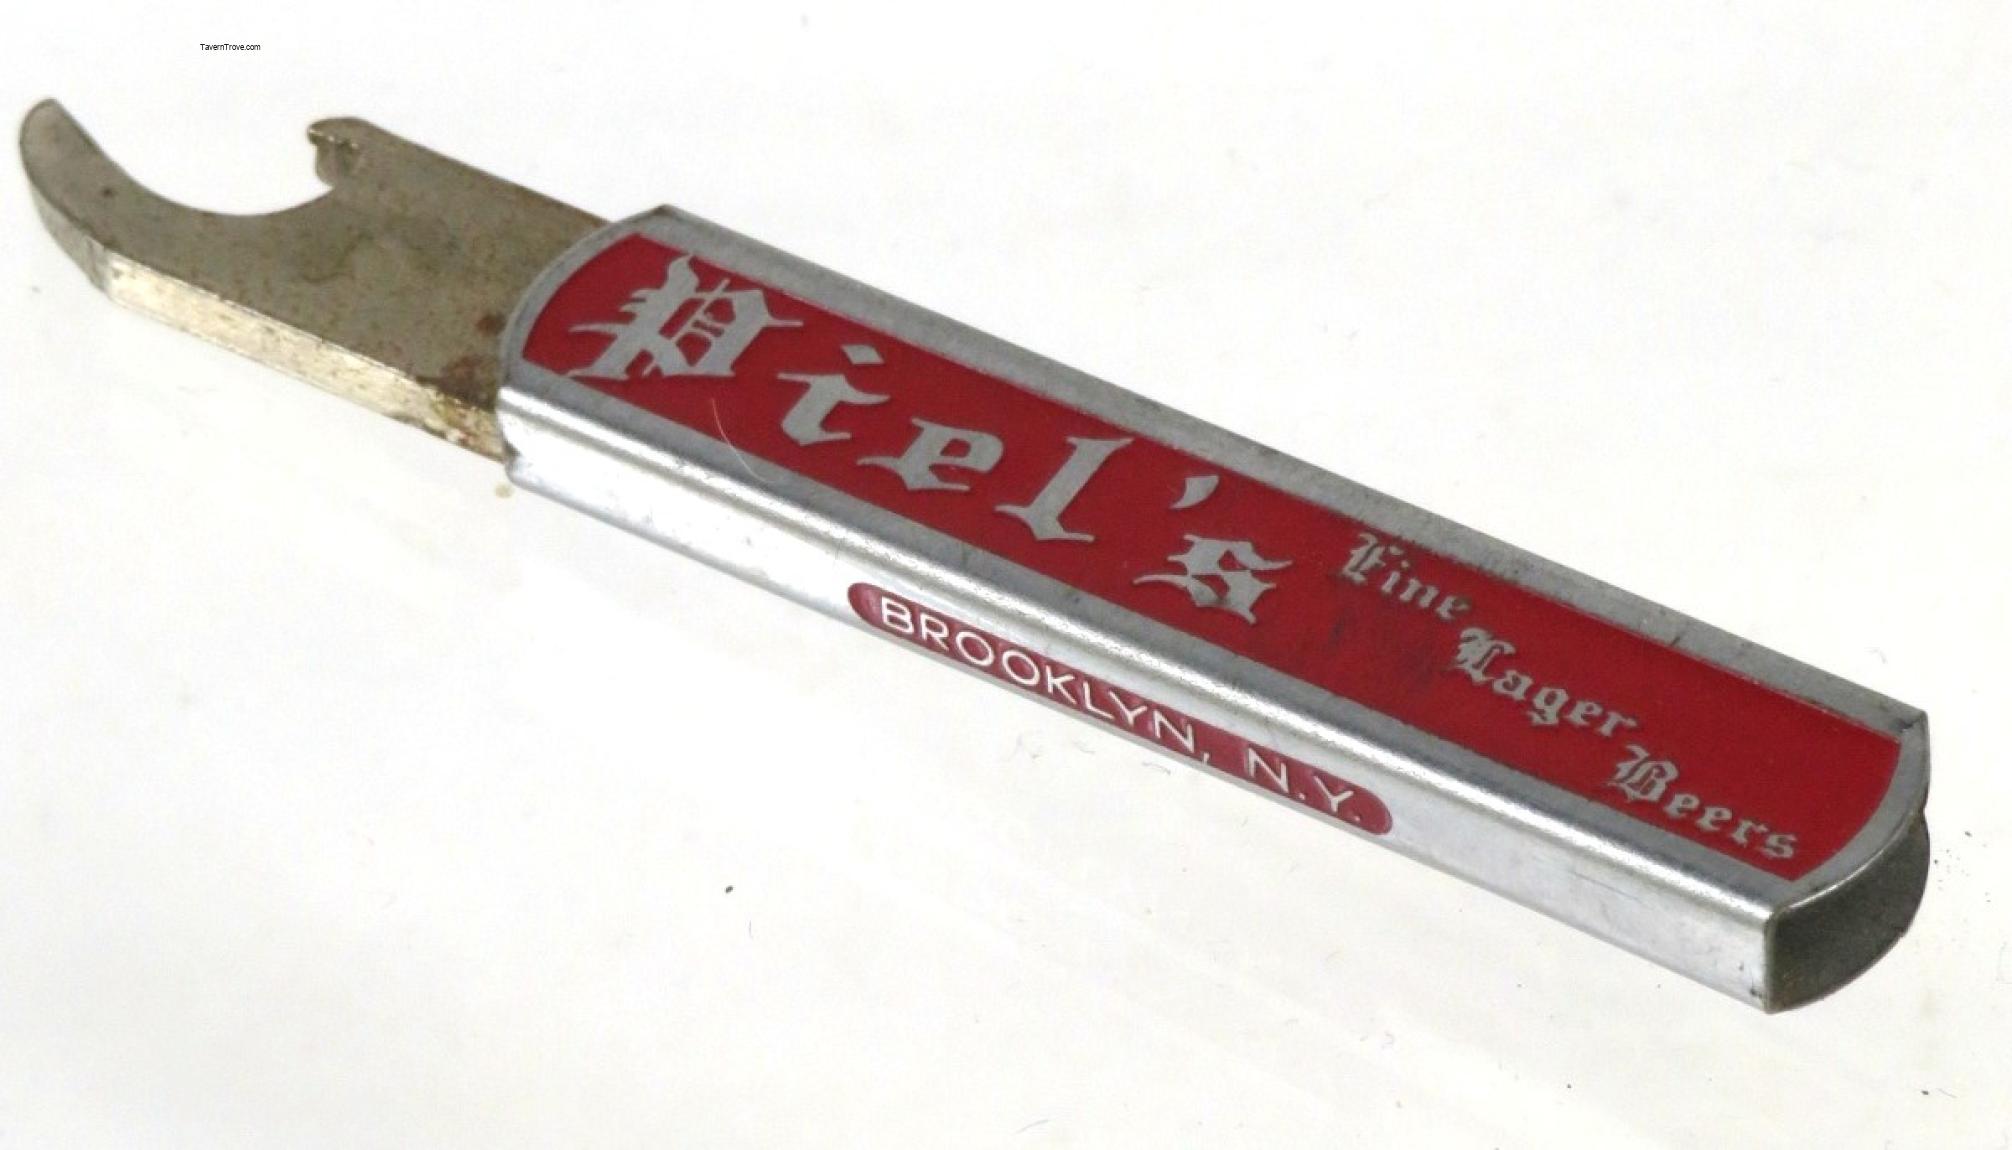 TavernTrove.com
Piel's
Fine
Lager
Beers
BROOKLYN, N.Y.